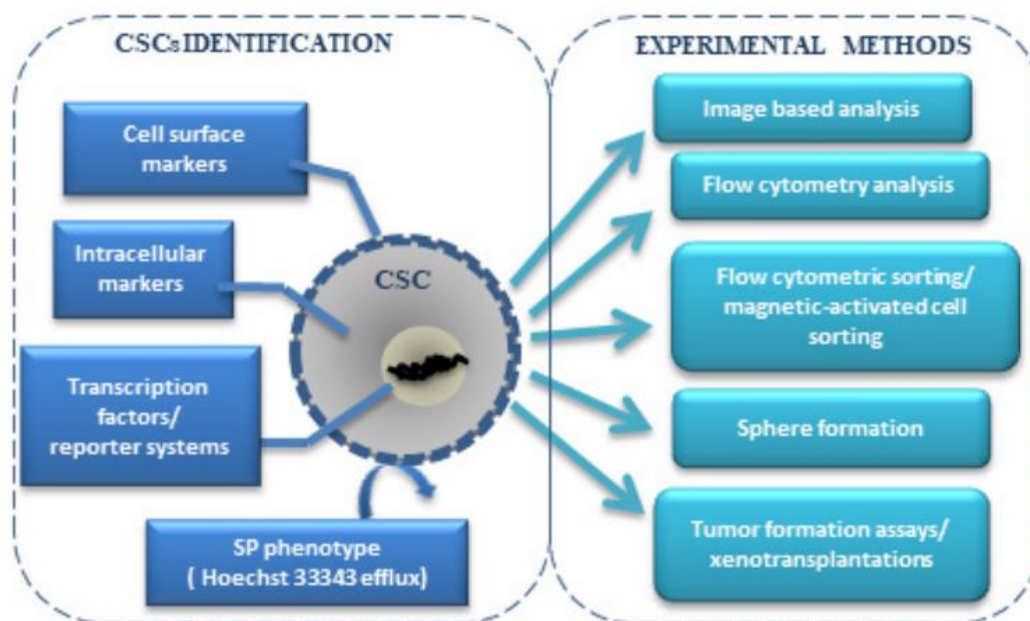 CSCs IDENTIFICATION
Cell surface
markers
Intracellular
markers
Transcription
factors/
reporter systems
SP phenotype
( Hoechst 33343 efflux)
CSC
EXPERIMENTAL METHODS
Image based analysis
Flow cytometry analysis
Flow cytometric sorting/
magnetic-activated cell
sorting
Sphere formation
Tumor formation assays/
xenotransplantations